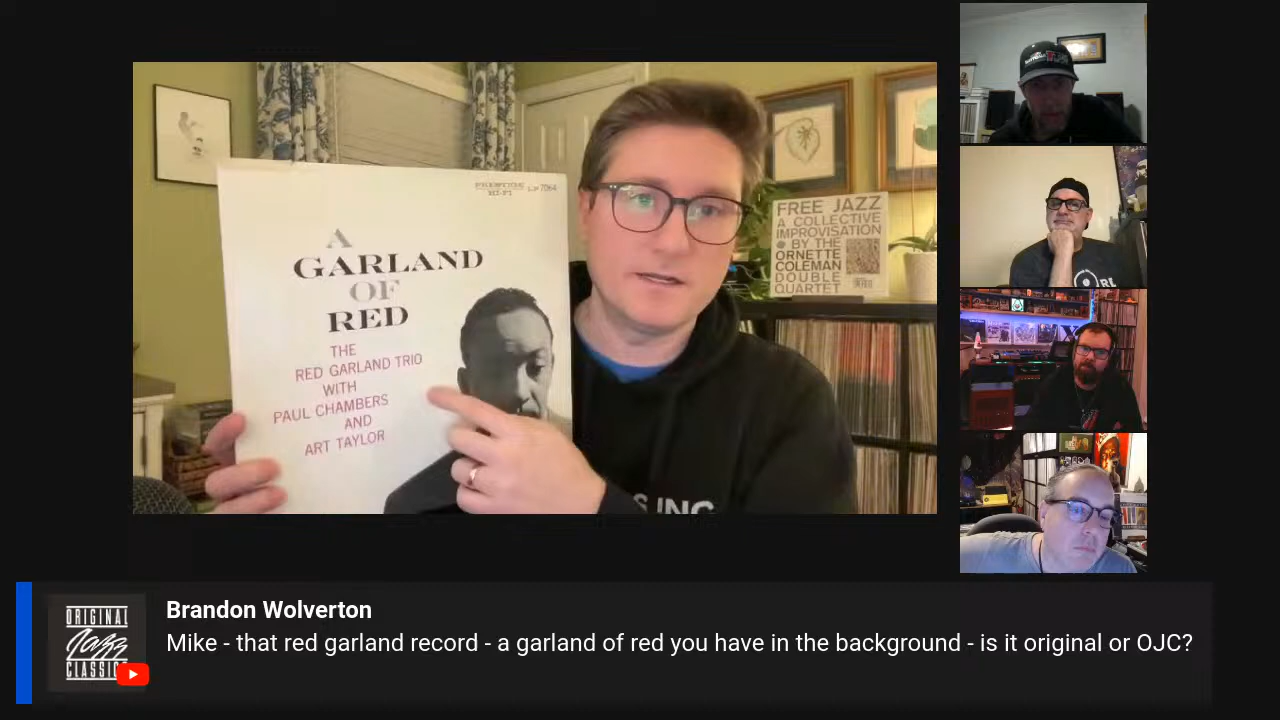 PRESTIGE LP 7064
HI-FI
A
GARLAND
OF
RED
THE
RED GARLAND TRIO
WITH
PAUL CHAMBERS
AND
ART TAYLOR
FREE JAZZ
A COLLECTIVE
IMPROVISATION
BY THE
ORNETTE
COLEMAN
DOUBLE
QUARTET
S INC
ORIGINAL
Jazz
CLASSICS
Brandon Wolverton
Mike - that red garland record - a garland of red you have in the background - is it original or OJC?